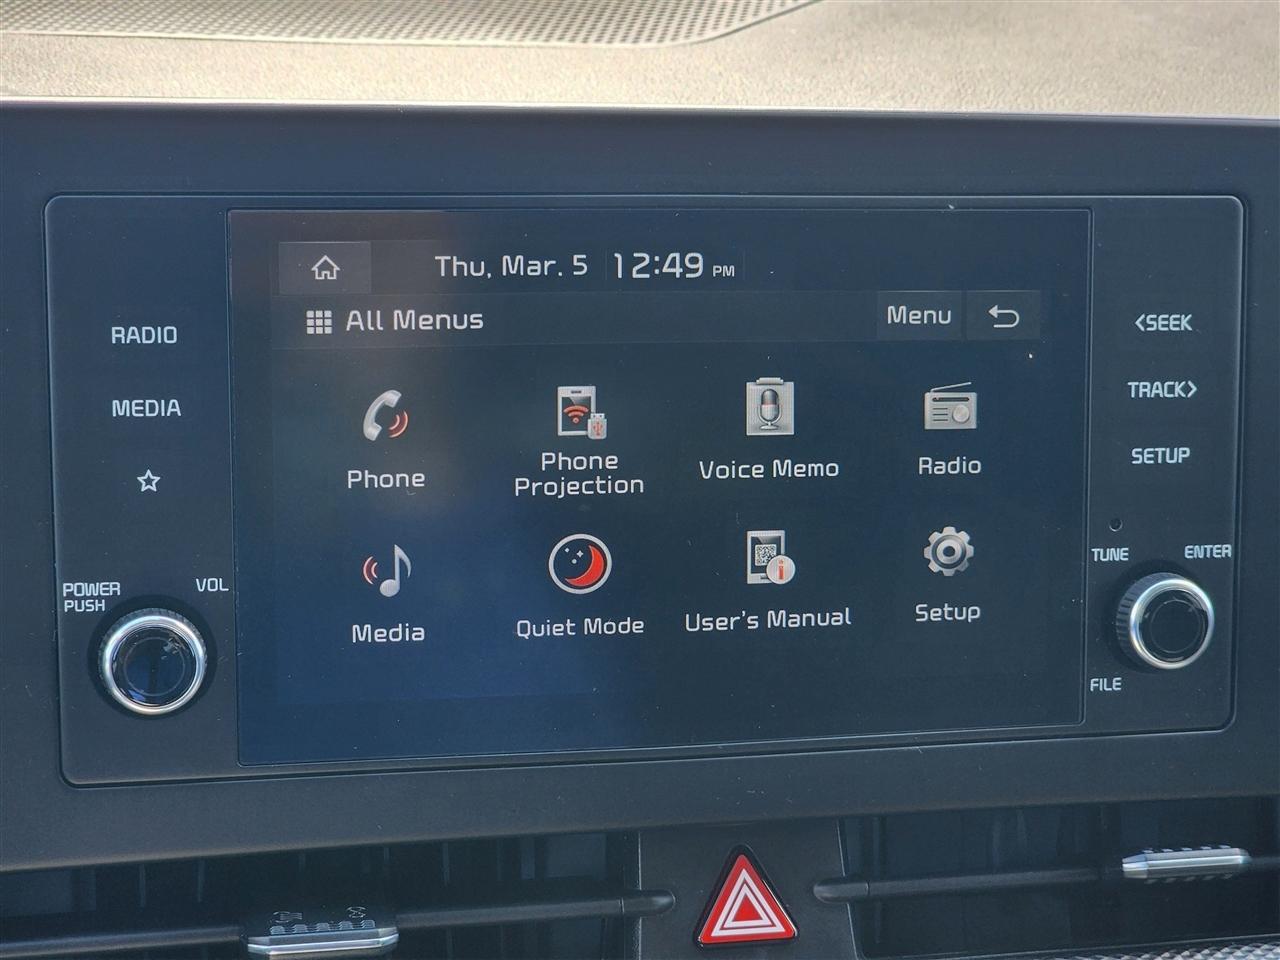 Thu, Mar. 5 12:49 PM
All Menus
Menu
RADIO
MEDIA
POWER
PUSH
VOL
Phone
Phone
Projection
Voice Memo
Radio
Media
Quiet Mode
User's Manual
Setup
<SEEK
TRACK>
SETUP
TUNE
ENTER
FILE